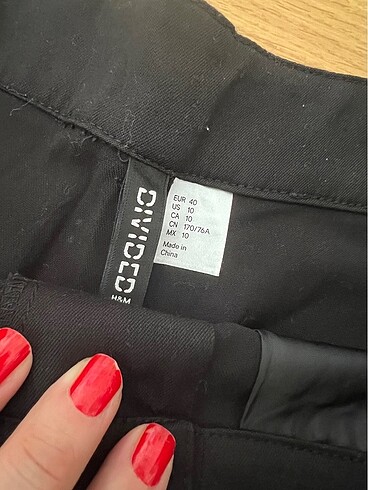 DIVIDED
H&M
EUR 40
US 10
CA 10
CN 170/76A
MX 10
Made in
China